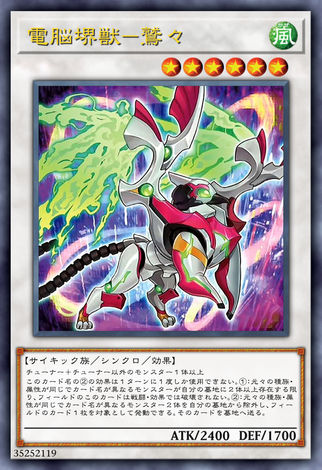 電脳堺獣－鷲々
風
【サイキック族／シンクロ／効果】
チューナー＋チューナー以外のモンスター１体以上
このカード名の②の効果は１ターンに１度しか使用できない。①：元々の種族・
属性が同じでカード名が異なるモンスターが自分の墓地に２体以上存在する限
り、フィールドのこのカードは戦闘・効果では破壊されない。②：元々の種族・属
性が同じでカード名が異なるモンスター２体を自分の墓地から除外し、フィー
ルドのカード１枚を対象として発動できる。そのカードを墓地へ送る。
ATK/2400 DEF/1700
35252119